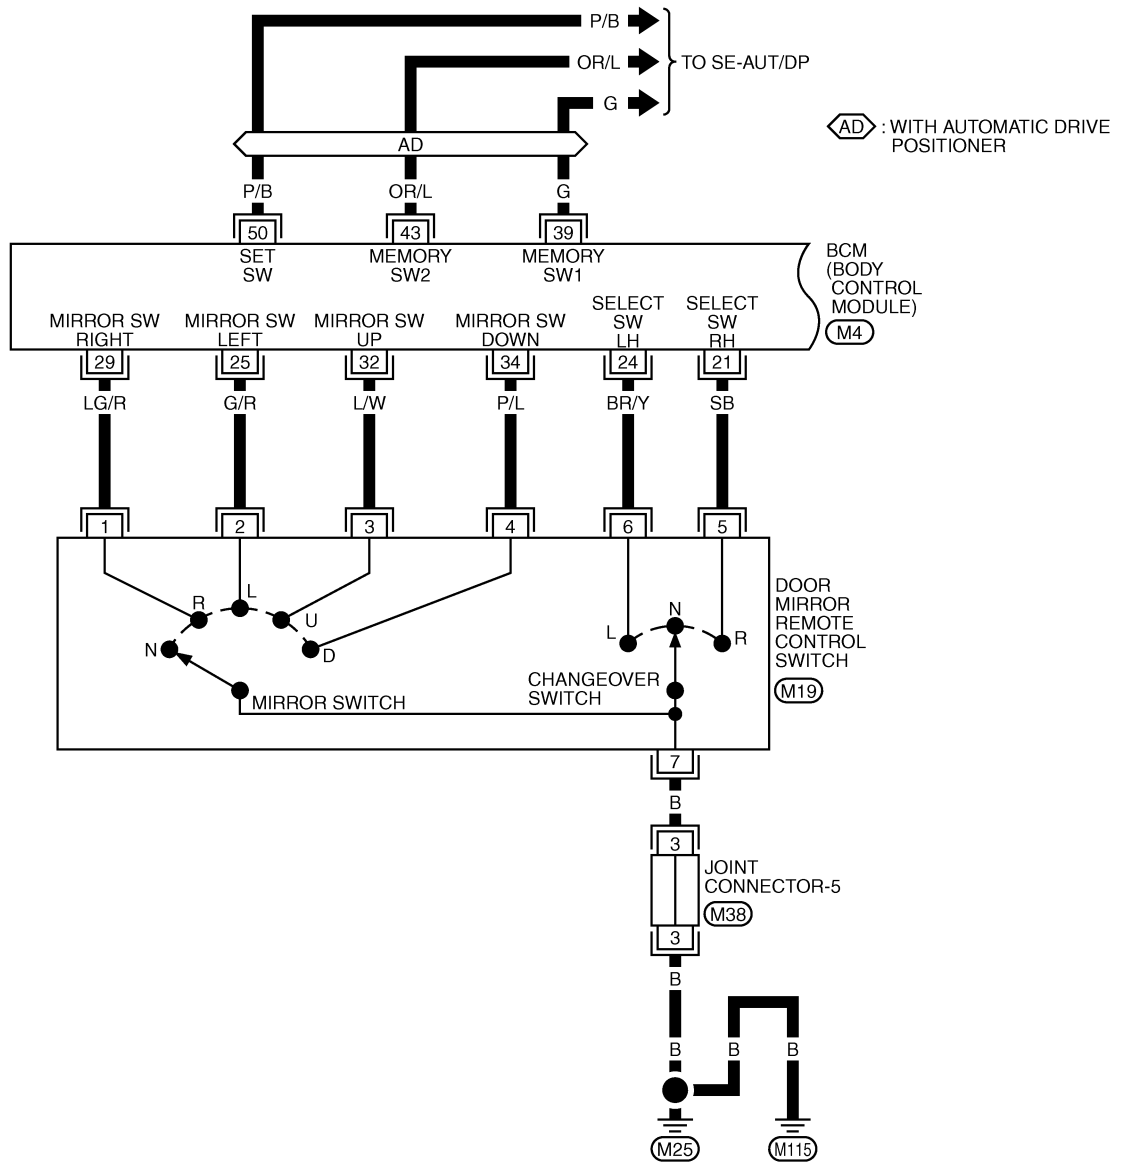 P/B
OR/L
TO SE-AUT/DP
G
AD : WITH AUTOMATIC DRIVE
POSITIONER
AD
P/B OR/L G
50 43 39
SET MEMORY MEMORY
SW SW2 SW1
BCM
(BODY
CONTROL
MODULE)
M4
SELECT SELECT
SW SW
LH RH
MIRROR SW MIRROR SW MIRROR SW MIRROR SW
RIGHT LEFT UP DOWN
29 25 32 34 24 21
LG/R G/R L/W P/L BR/Y SB
1 2 3 4 6 5
DOOR
MIRROR
REMOTE
CONTROL
SWITCH
M19
N R L U D
L N R
MIRROR SWITCH
CHANGEOVER
SWITCH
7
B
3
JOINT
CONNECTOR-5
M38
3
B
B B B
M25 M115